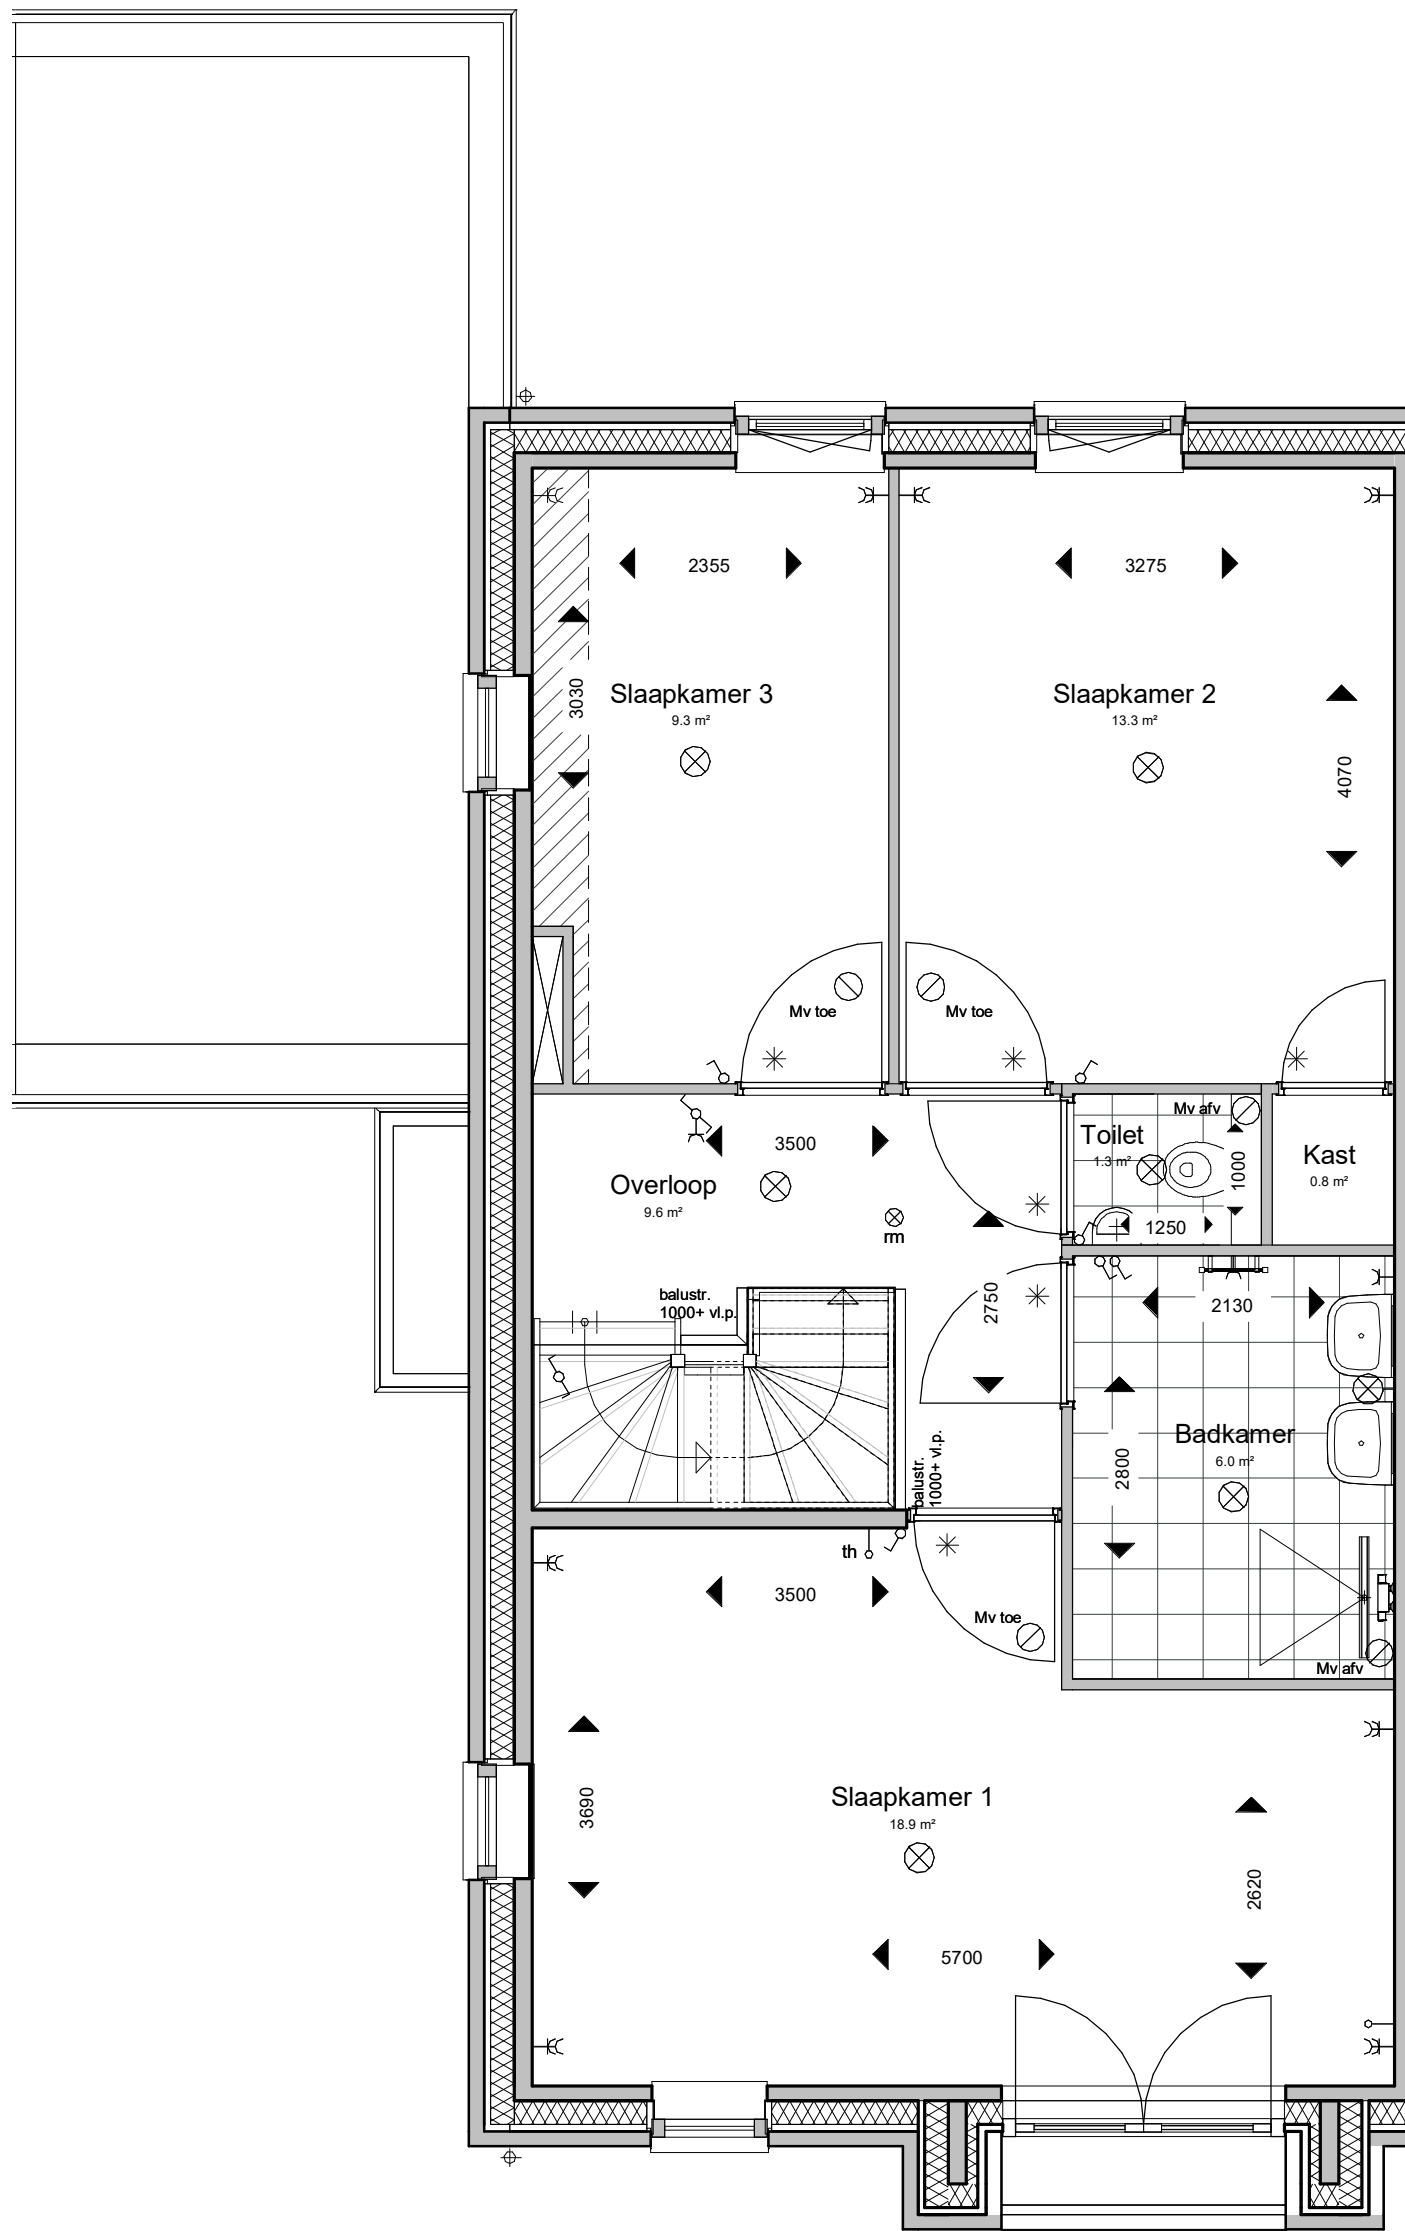 2355
3275
3030
Slaapkamer 3
9.3 m²
Slaapkamer 2
13.3 m²
4070
Mv toe
Mv toe
Mv afv
3500
Toilet
1.3 m²
1000
Kast
0.8 m²
Overloop
9.6 m²
rm
1250
2750
balustr.
1000+ vl.p.
2130
balustr.
1000+ vl.p.
Badkamer
6.0 m²
2800
th
3500
Mv toe
Mv afv
3690
Slaapkamer 1
18.9 m²
2620
5700